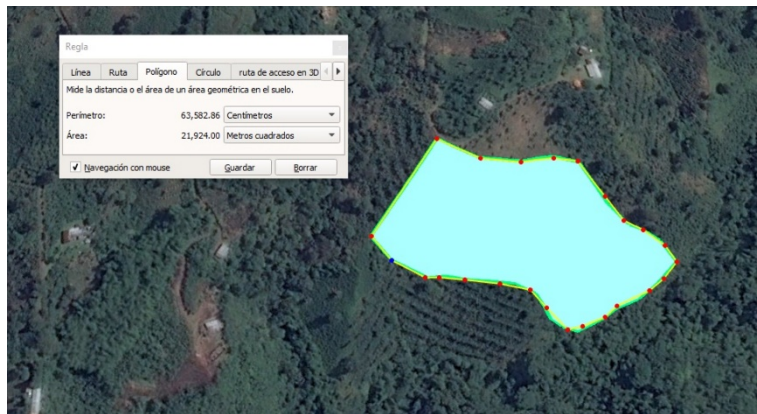 Regla
Línea Ruta Polígono Círculo ruta de acceso en 3D
Mide la distancia o el área de un área geométrica en el suelo.
Perímetro: 63,582.86 Centímetros
Área: 21,924.00 Metros cuadrados
Navegación con mouse Guardar Borrar